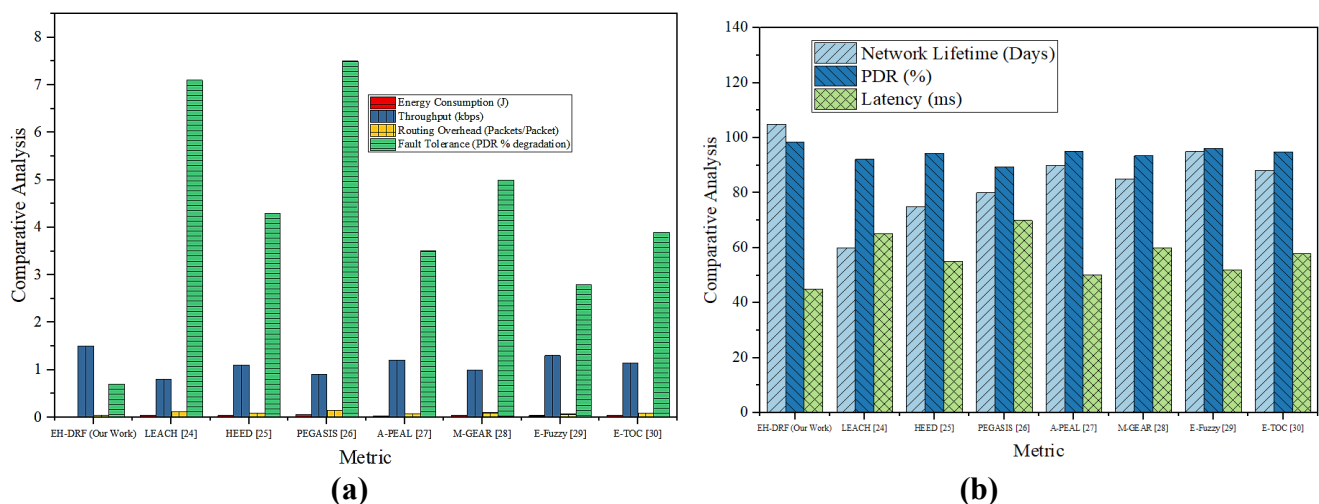 8
7
6
5
4
3
2
1
0
Comparative Analysis
Energy Consumption (J)
Throughput (kbps)
Routing Overhead (Packets/Packet)
Fault Tolerance (PDR % degradation)
EH-DRF (Our Work) LEACH [24] HEED [25] PEGASIS [26] A-PEAL [27] M-GEAR [28] E-Fuzzy [29] E-TOC [30]
Metric
(a)
140
120
100
80
60
40
20
0
Comparative Analysis
Network Lifetime (Days)
PDR (%)
Latency (ms)
EH-DRF (Our Work) LEACH [24] HEED [25] PEGASIS [26] A-PEAL [27] M-GEAR [28] E-Fuzzy [29] E-TOC [30]
Metric
(b)